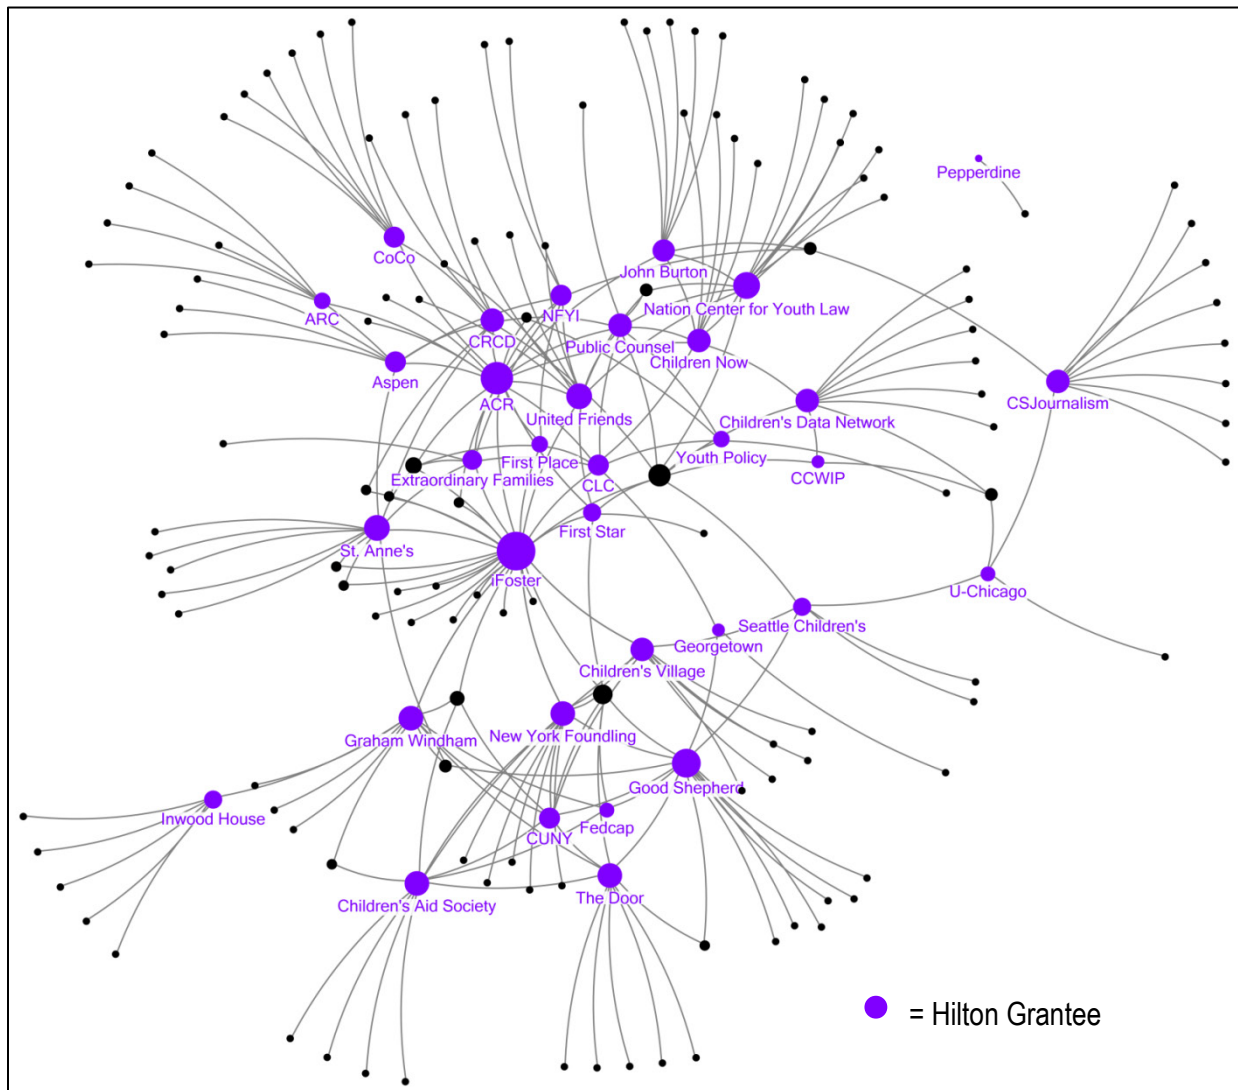 Pepperdine
CoCo
John Burton
ARC
NFYI
Nation Center for Youth Law
CRCD
Public Counsel
Children Now
Aspen
ACR
CSJournalism
United Friends
Children's Data Network
First Place
Youth Policy
Extraordinary Families
CLC
CCWIP
First Star
St. Anne's
iFoster
U-Chicago
Seattle Children's
Georgetown
Children's Village
New York Foundling
Graham Windham
Good Shepherd
Inwood House
Fedcap
CUNY
The Door
Children's Aid Society
= Hilton Grantee